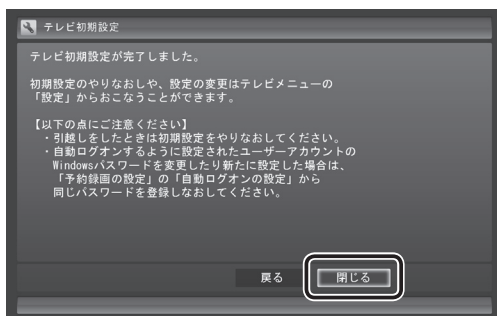 テレビ初期設定
テレビ初期設定が完了しました。
初期設定のやりなおしや、設定の変更はテレビメニューの
「設定」からおこなうことができます。
【以下の点にご注意ください】
・引越しをしたときは初期設定をやりなおしてください。
・自動ログオンするように設定されたユーザーアカウントの
Windowsパスワードを変更したり新たに設定した場合は、
「予約録画の設定」の「自動ログオンの設定」から
同じパスワードを登録しなおしてください。
戻る 閉じる